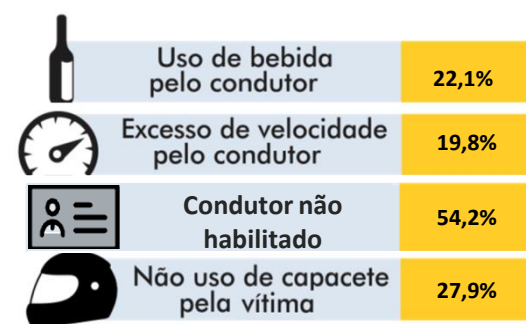 Uso de bebida
pelo condutor
22,1%
Excesso de velocidade
pelo condutor
19,8%
Condutor não
habilitado
54,2%
Não uso de capacete
pela vítima
27,9%